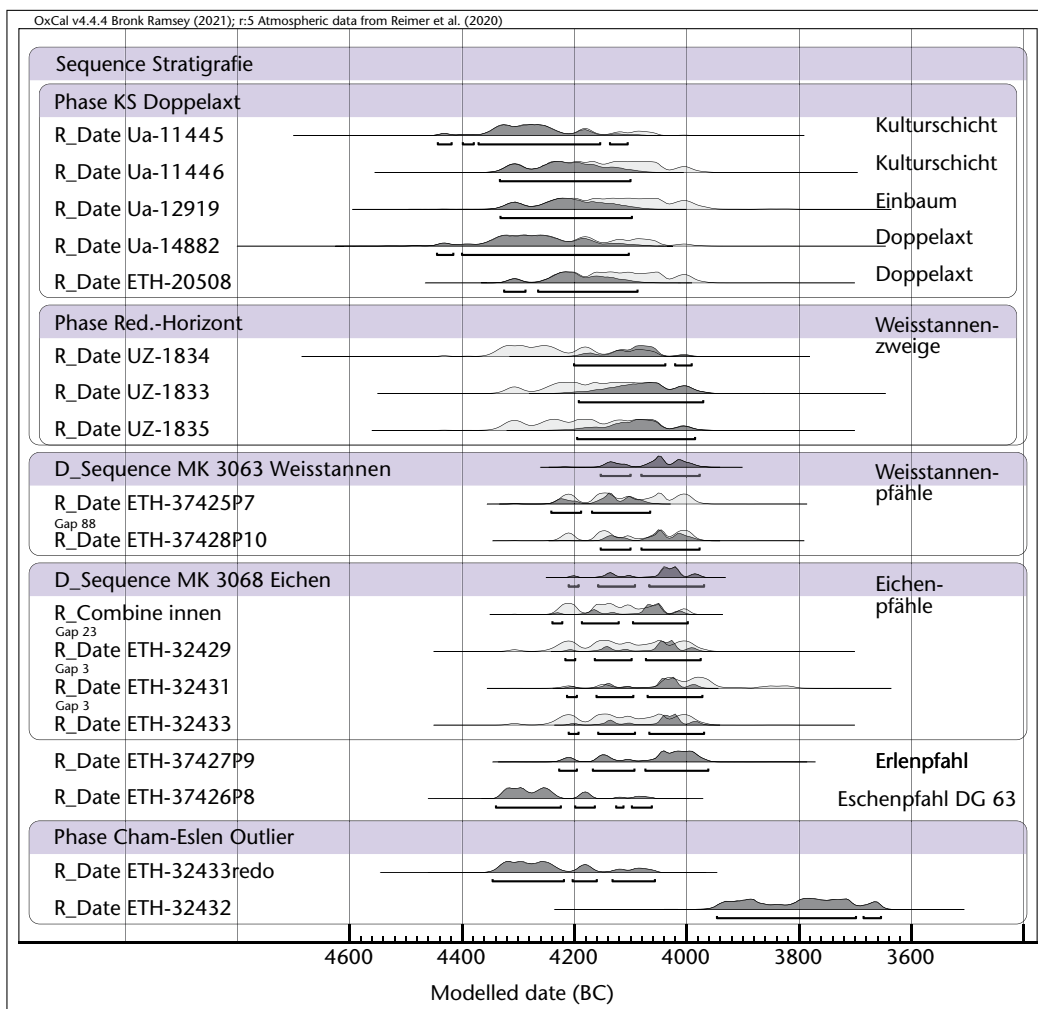 OxCal v4.4.4 Bronk Ramsey (2021); r:5 Atmospheric data from Reimer et al. (2020)
Sequence Stratigrafie
Phase KS Doppelaxt
R_Date Ua-11445 Kulturschicht
R_Date Ua-11446 Kulturschicht
R_Date Ua-12919 Einbaum
R_Date Ua-14882 Doppelaxt
R_Date ETH-20508 Doppelaxt
Phase Red.-Horizont Weisstannen-
zweige
R_Date UZ-1834
R_Date UZ-1833
R_Date UZ-1835
D_Sequence MK 3063 Weisstannen Weisstannen-
pfähle
R_Date ETH-37425P7
Gap 88
R_Date ETH-37428P10
D_Sequence MK 3068 Eichen Eichen-
pfähle
R_Combine innen
Gap 23
R_Date ETH-32429
Gap 3
R_Date ETH-32431
Gap 3
R_Date ETH-32433
R_Date ETH-37427P9 Erlenpfahl
R_Date ETH-37426P8 Eschenpfahl DG 63
Phase Cham-Eslen Outlier
R_Date ETH-32433redo
R_Date ETH-32432
4600 4400 4200 4000 3800 3600
Modelled date (BC)